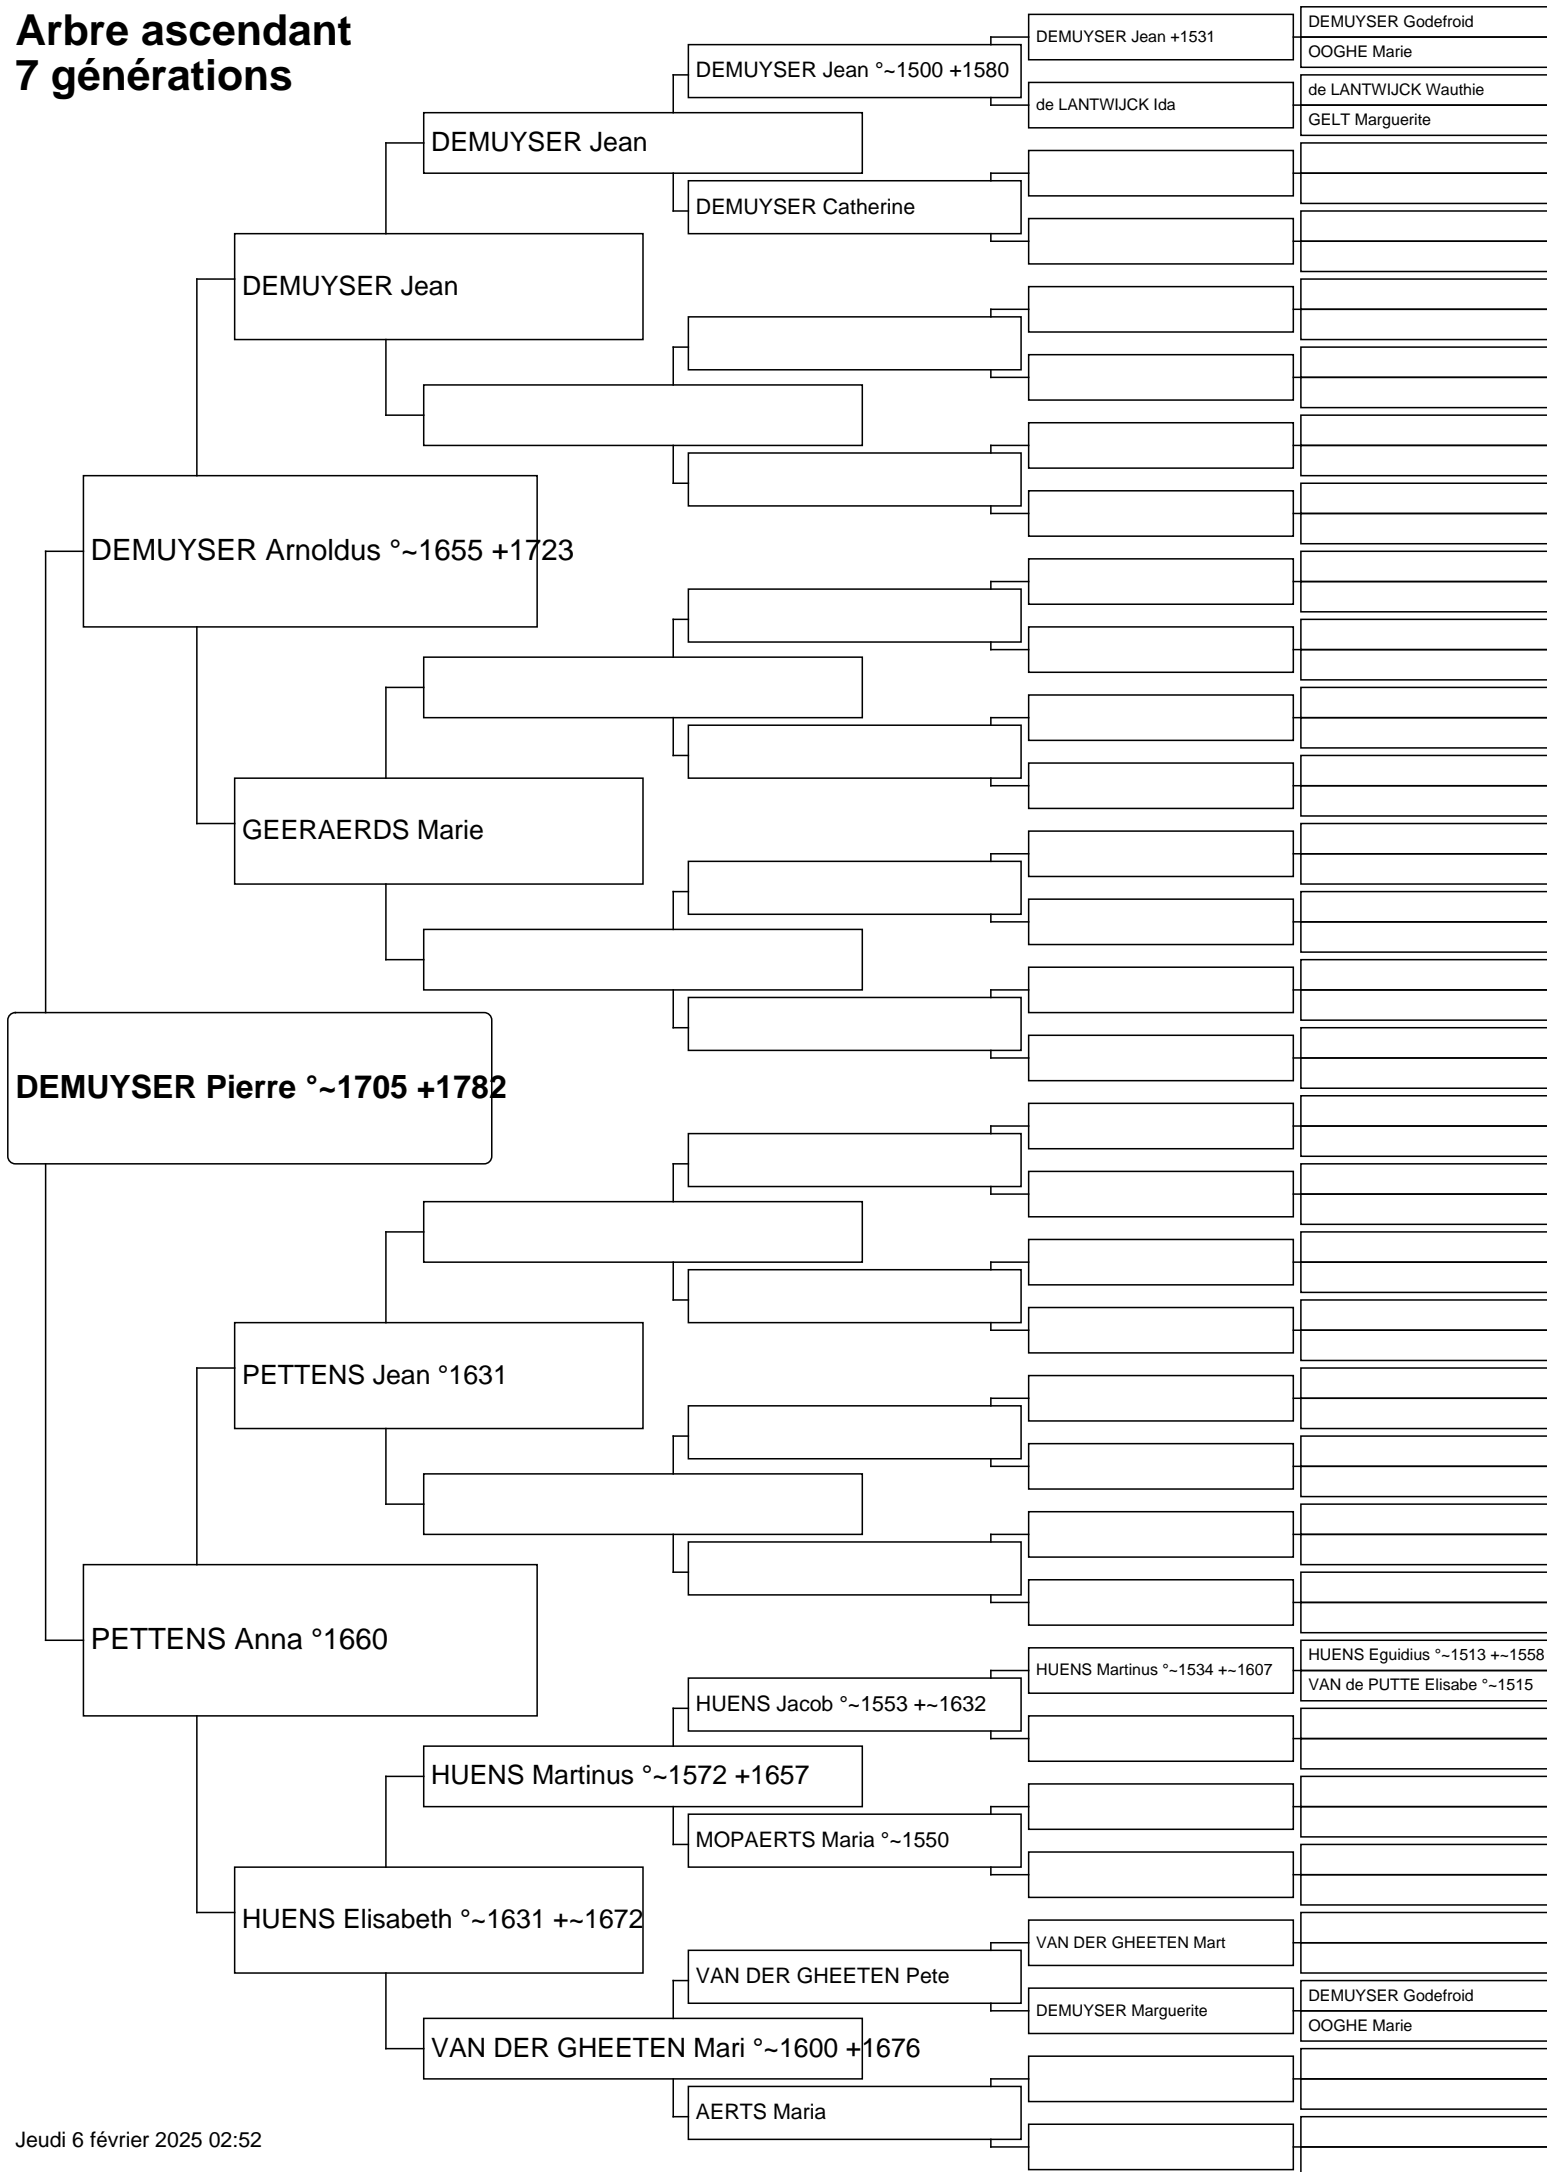 Arbre ascendant
7 générations
DEMUYSER Godefroid
DEMUYSER Jean +1531
OOGHE Marie
DEMUYSER Jean °~1500 +1580
de LANTWIJCK Wauthie
de LANTWIJCK Ida
GELT Marguerite
DEMUYSER Jean
DEMUYSER Catherine
DEMUYSER Jean
DEMUYSER Arnoldus °~1655 +1723
GEERAERDS Marie
DEMUYSER Pierre °~1705 +1782
PETTENS Jean °1631
PETTENS Anna °1660
HUENS Eguidius °~1513 +~1558
HUENS Martinus °~1534 +~1607
VAN de PUTTE Elisabe °~1515
HUENS Jacob °~1553 +~1632
HUENS Martinus °~1572 +1657
MOPAERTS Maria °~1550
HUENS Elisabeth °~1631 +~1672
VAN DER GHEETEN Mart
VAN DER GHEETEN Pete
DEMUYSER Godefroid
DEMUYSER Marguerite
OOGHE Marie
VAN DER GHEETEN Mari °~1600 +1676
AERTS Maria
Jeudi 6 février 2025 02:52